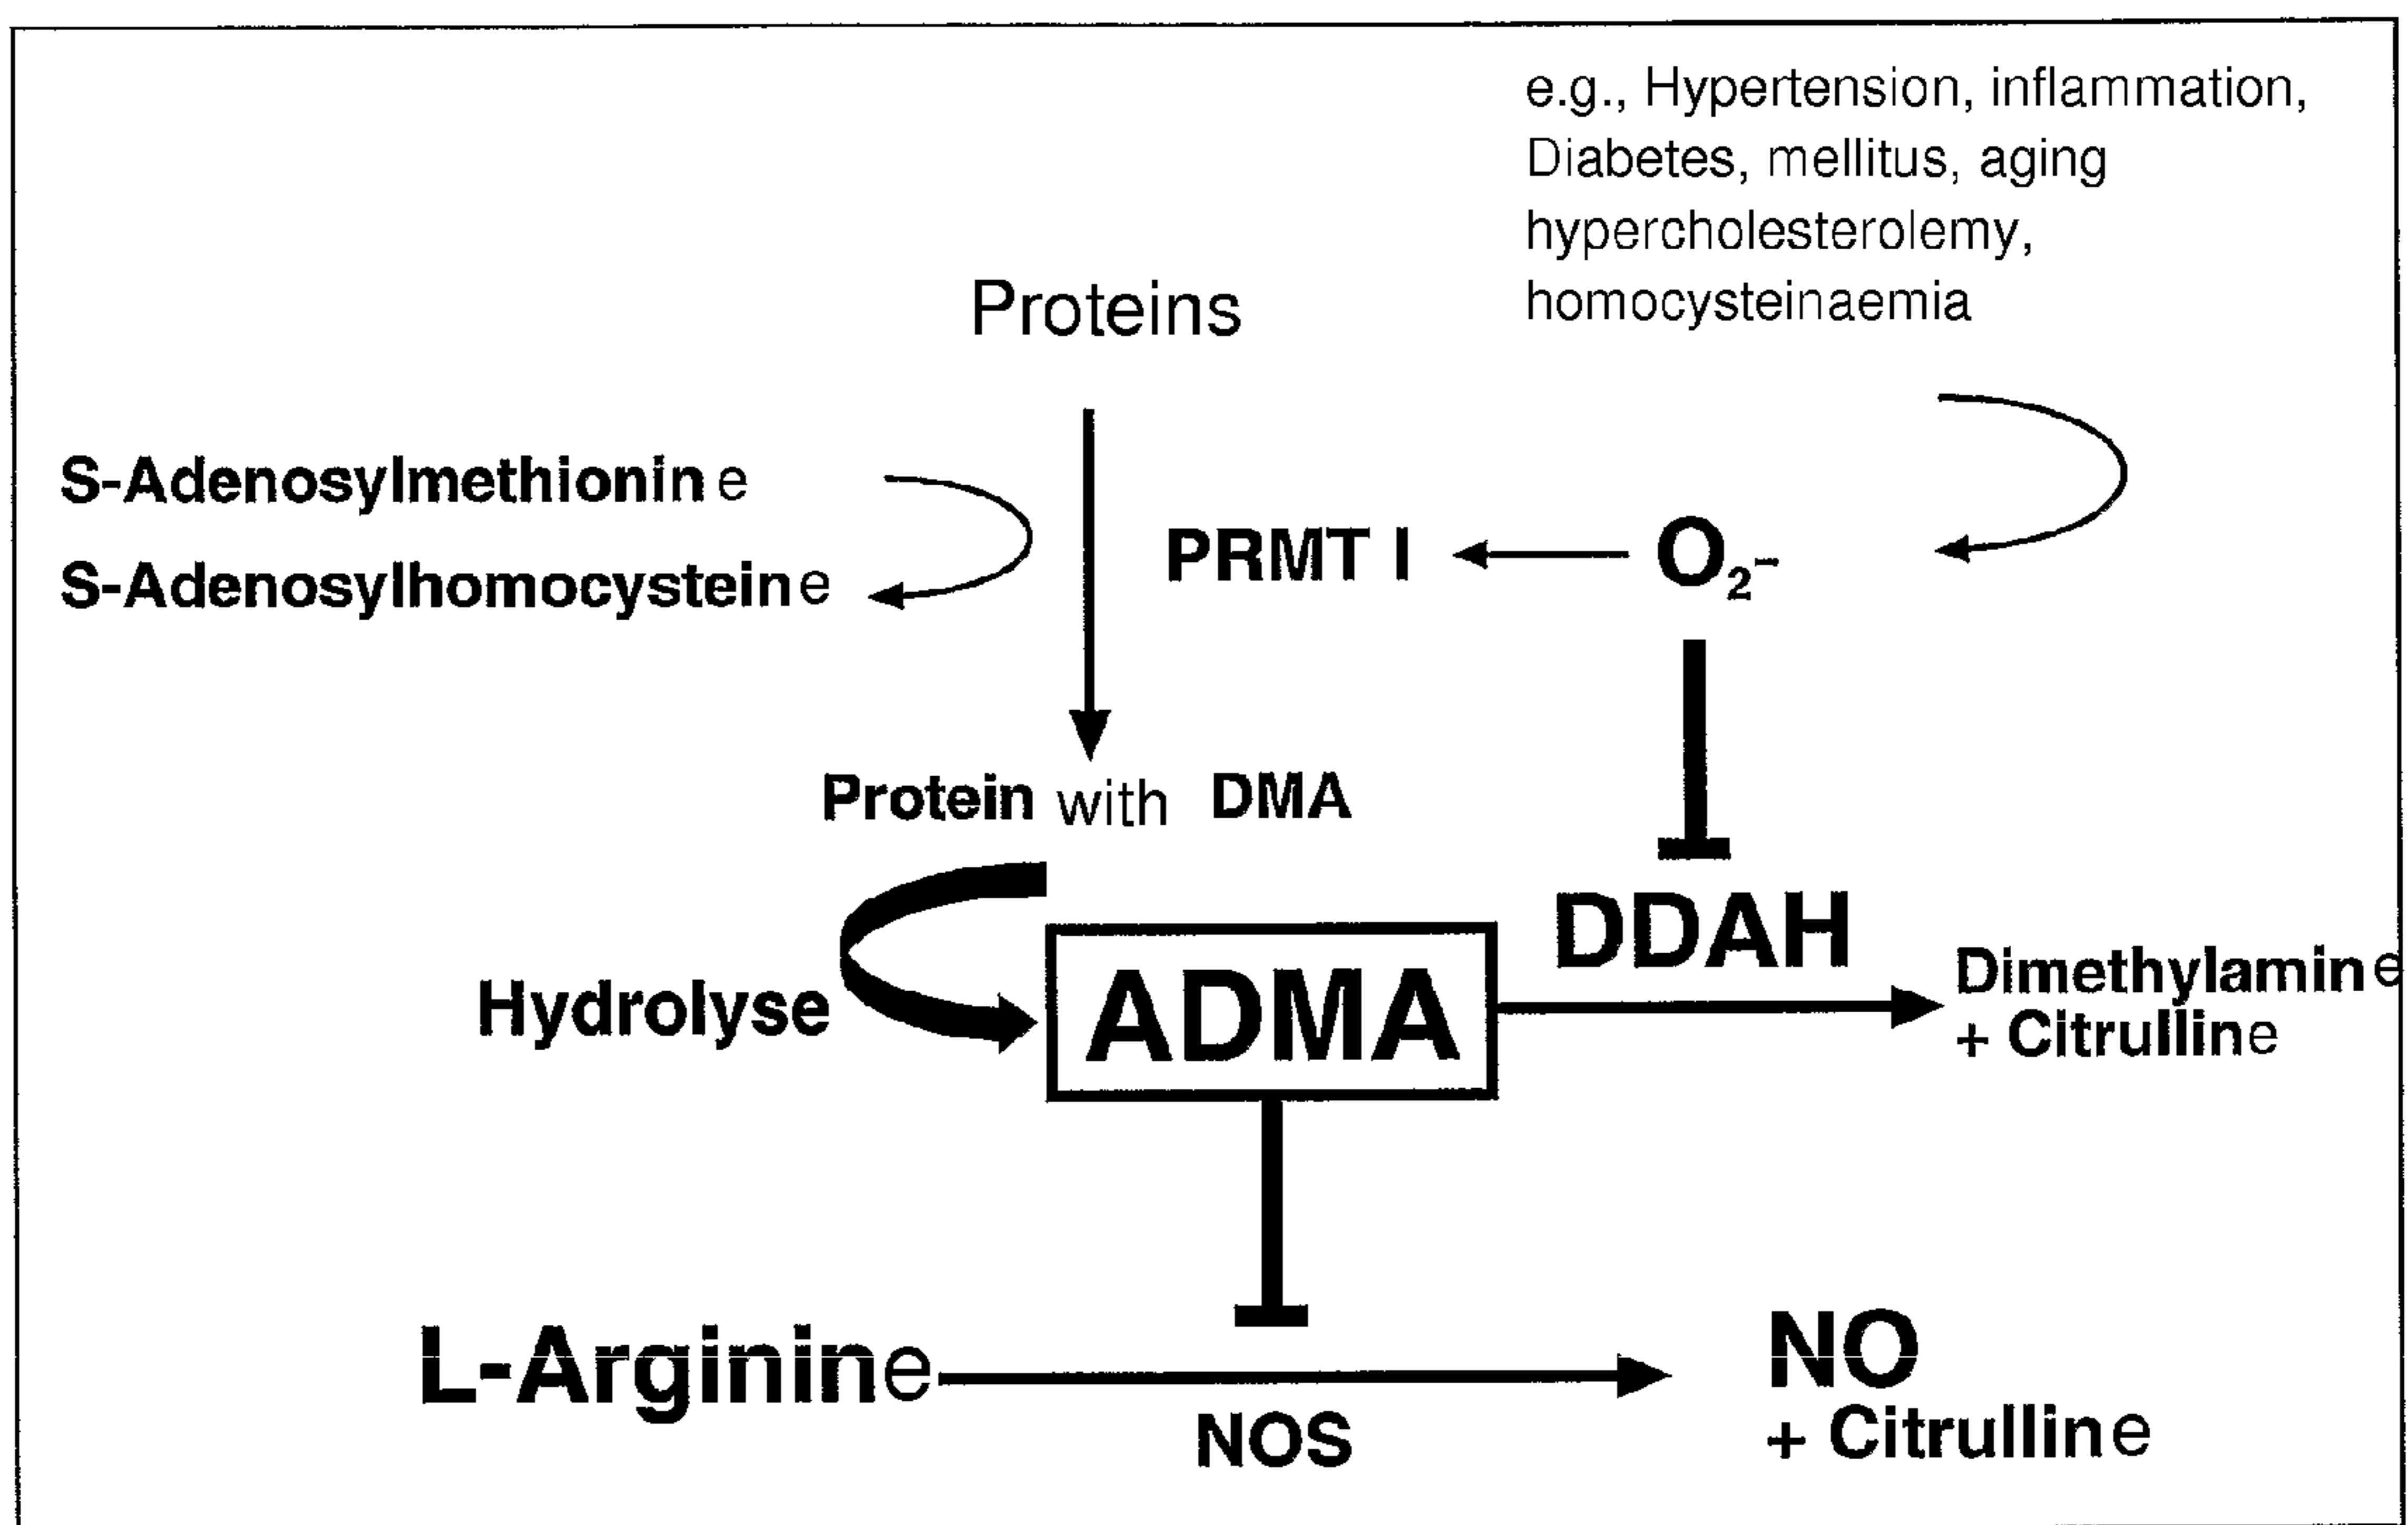 e.g., Hypertension, inflammation,
Diabetes, mellitus, aging
hypercholesterolemy,
homocysteinaemia
Proteins
S-Adenosylmethionine
S-Adenosylhomocysteine
PRMT I
O₂⁻
Protein with DMA
DDAH
Hydrolyse
ADMA
Dimethylamine
+ Citrulline
L-Arginine
NOS
NO
+ Citrulline